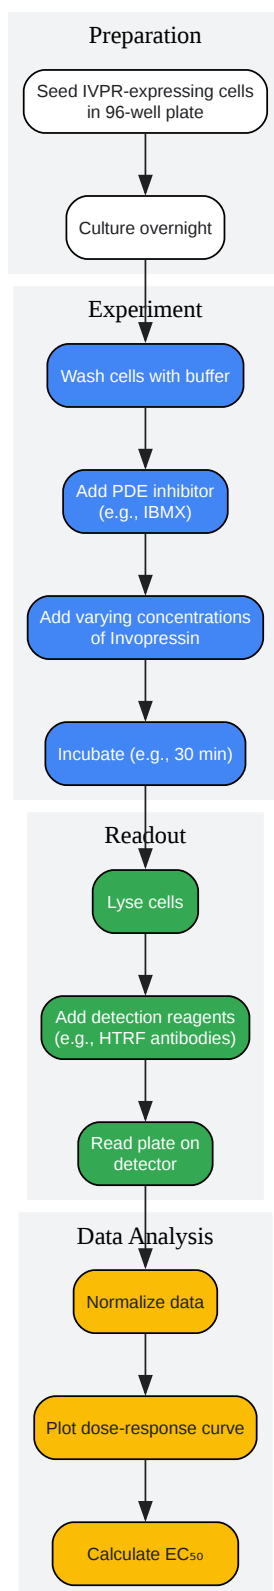 Preparation
Seed IVPR-expressing cells
in 96-well plate
Culture overnight
Experiment
Wash cells with buffer
Add PDE inhibitor
(e.g., IBMX)
Add varying concentrations
of Invopressin
Incubate (e.g., 30 min)
Readout
Lyse cells
Add detection reagents
(e.g., HTRF antibodies)
Read plate on
detector
Data Analysis
Normalize data
Plot dose-response curve
Calculate EC₅₀